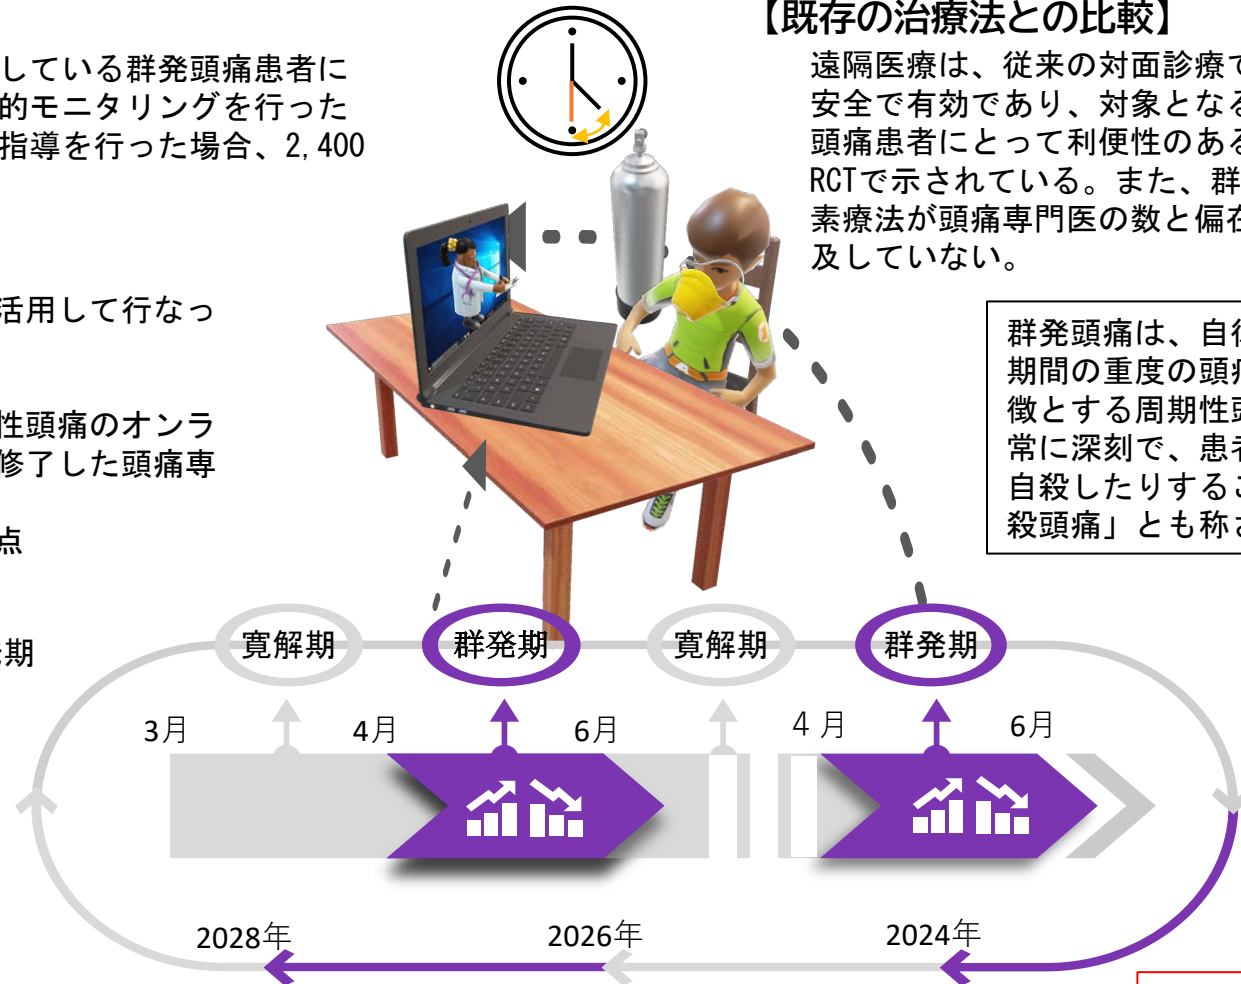 している群発頭痛患者に
的モニタリングを行った
指導を行った場合、2,400
活用して行なっ
性頭痛のオンラ
修了した頭痛専
点
期
【既存の治療法との比較】
遠隔医療は、従来の対面診療で
安全で有効であり、対象となる
頭痛患者にとって利便性のある
RCTで示されている。また、群
素療法が頭痛専門医の数と偏在
及していない。
群発頭痛は、自律
期間の重度の頭痛
徴とする周期性頭
常に深刻で、患者
自殺したりするこ
殺頭痛」とも称さ
寛解期 群発期 寛解期 群発期
3月 4月 6月 4月 6月
2028年 2026年 2024年